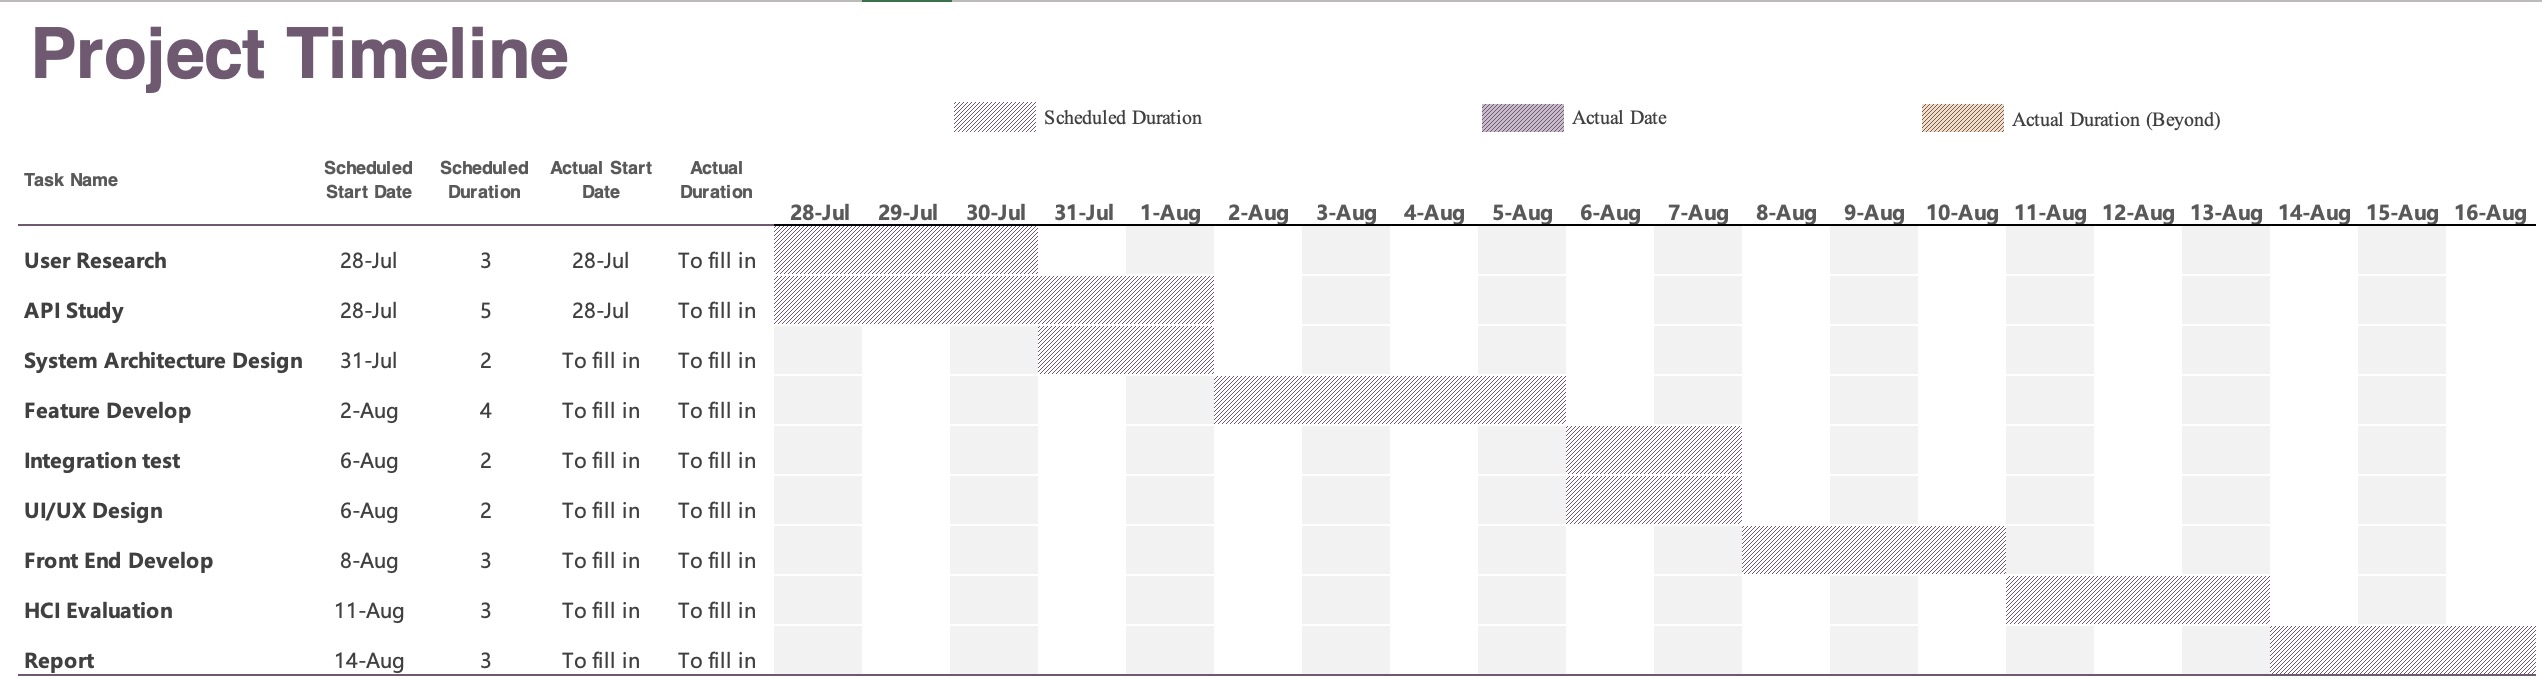 Project Timeline
Scheduled Duration Actual Date Actual Duration (Beyond)
Task Name Scheduled Start Date Scheduled Duration Actual Start Date Actual Duration
28-Jul 29-Jul 30-Jul 31-Jul 1-Aug 2-Aug 3-Aug 4-Aug 5-Aug 6-Aug 7-Aug 8-Aug 9-Aug 10-Aug 11-Aug 12-Aug 13-Aug 14-Aug 15-Aug 16-Aug
User Research 28-Jul 3 28-Jul To fill in
API Study 28-Jul 5 28-Jul To fill in
System Architecture Design 31-Jul 2 To fill in To fill in
Feature Develop 2-Aug 4 To fill in To fill in
Integration test 6-Aug 2 To fill in To fill in
UI/UX Design 6-Aug 2 To fill in To fill in
Front End Develop 8-Aug 3 To fill in To fill in
HCI Evaluation 11-Aug 3 To fill in To fill in
Report 14-Aug 3 To fill in To fill in